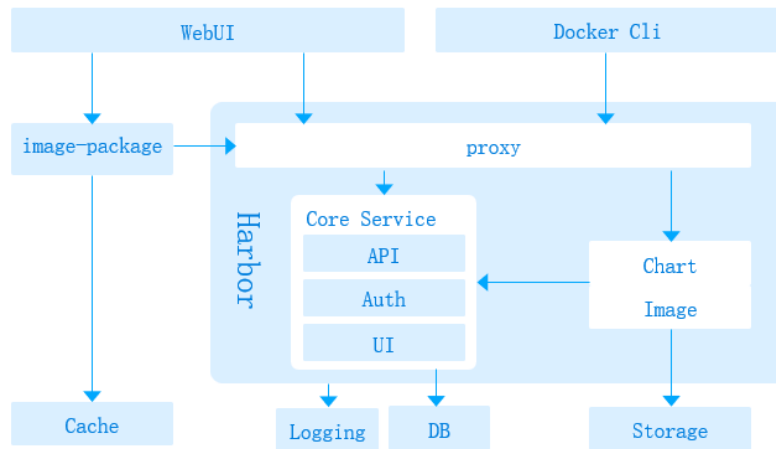 WebUI
Docker Cli
image-package
proxy
Harbor
Core Service
API
Auth
UI
Chart
Image
Cache
Logging
DB
Storage